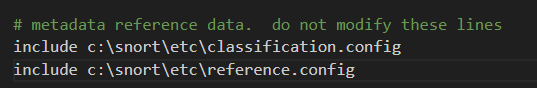 # metadata reference data.  do not modify these lines
include c:\snort\etc\classification.config
include c:\snort\etc\reference.config